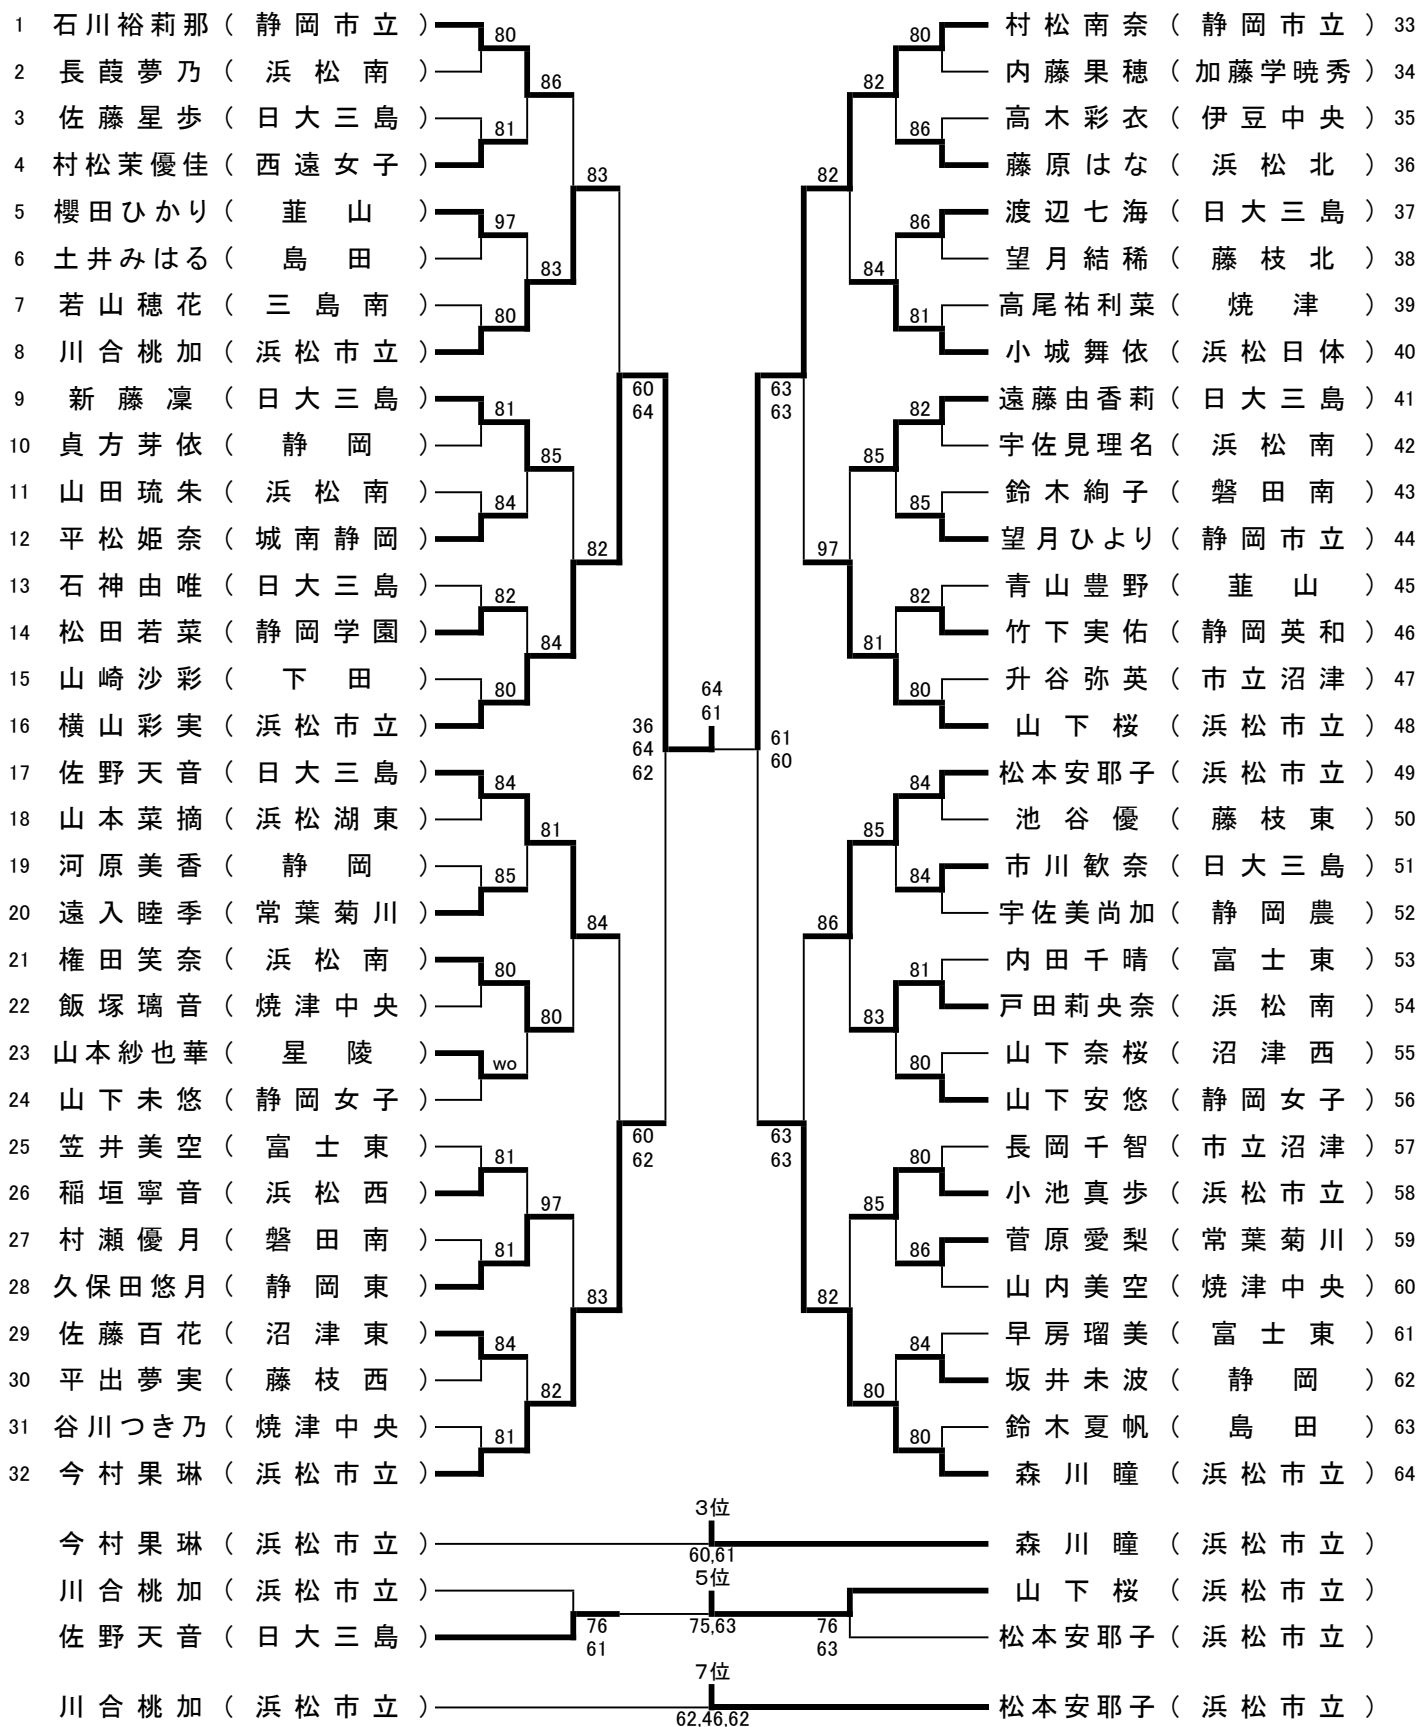 1 石川裕莉那 ( 静岡市立 )
80
2 長葭夢乃 ( 浜松南 )
86
3 佐藤星歩 ( 日大三島 )
81
4 村松茉優佳 ( 西遠女子 )
83
5 櫻田ひかり ( 韮山 )
97
6 土井みはる ( 島田 )
83
7 若山穂花 ( 三島南 )
80
8 川合桃加 ( 浜松市立 )
60
64
9 新藤凜 ( 日大三島 )
81
10 貞方芽依 ( 静岡 )
85
11 山田琉朱 ( 浜松南 )
84
12 平松姫奈 ( 城南静岡 )
82
13 石神由唯 ( 日大三島 )
82
14 松田若菜 ( 静岡学園 )
84
15 山崎沙彩 ( 下田 )
80
16 横山彩実 ( 浜松市立 )
36
64
62
17 佐野天音 ( 日大三島 )
84
18 山本菜摘 ( 浜松湖東 )
81
19 河原美香 ( 静岡 )
85
20 遠入睦季 ( 常葉菊川 )
84
21 権田笑奈 ( 浜松南 )
80
22 飯塚璃音 ( 焼津中央 )
80
23 山本紗也華 ( 星陵 )
wo
24 山下未悠 ( 静岡女子 )
60
62
25 笠井美空 ( 富士東 )
81
26 稲垣寧音 ( 浜松西 )
97
27 村瀬優月 ( 磐田南 )
81
28 久保田悠月 ( 静岡東 )
83
29 佐藤百花 ( 沼津東 )
84
30 平出夢実 ( 藤枝西 )
82
31 谷川つき乃 ( 焼津中央 )
81
32 今村果琳 ( 浜松市立 )
64
61
村松南奈 ( 静岡市立 ) 33
80
内藤果穂 ( 加藤学暁秀 ) 34
82
高木彩衣 ( 伊豆中央 ) 35
86
藤原はな ( 浜松北 ) 36
82
渡辺七海 ( 日大三島 ) 37
86
望月結稀 ( 藤枝北 ) 38
84
高尾祐利菜 ( 焼津 ) 39
81
小城舞依 ( 浜松日体 ) 40
63
63
遠藤由香莉 ( 日大三島 ) 41
82
宇佐見理名 ( 浜松南 ) 42
85
鈴木絢子 ( 磐田南 ) 43
85
望月ひより ( 静岡市立 ) 44
97
青山豊野 ( 韮山 ) 45
82
竹下実佑 ( 静岡英和 ) 46
81
升谷弥英 ( 市立沼津 ) 47
80
山下桜 ( 浜松市立 ) 48
61
60
松本安耶子 ( 浜松市立 ) 49
84
池谷優 ( 藤枝東 ) 50
85
市川歓奈 ( 日大三島 ) 51
84
宇佐美尚加 ( 静岡農 ) 52
86
内田千晴 ( 富士東 ) 53
81
戸田莉央奈 ( 浜松南 ) 54
83
山下奈桜 ( 沼津西 ) 55
80
山下安悠 ( 静岡女子 ) 56
63
63
長岡千智 ( 市立沼津 ) 57
80
小池真歩 ( 浜松市立 ) 58
85
菅原愛梨 ( 常葉菊川 ) 59
86
山内美空 ( 焼津中央 ) 60
82
早房瑠美 ( 富士東 ) 61
84
坂井未波 ( 静岡 ) 62
80
鈴木夏帆 ( 島田 ) 63
80
森川瞳 ( 浜松市立 ) 64
3位
今村果琳 ( 浜松市立 ) 森川瞳 ( 浜松市立 )
60,61
5位
川合桃加 ( 浜松市立 ) 山下桜 ( 浜松市立 )
76 75,63 76
佐野天音 ( 日大三島 ) 松本安耶子 ( 浜松市立 )
61 63
7位
川合桃加 ( 浜松市立 ) 松本安耶子 ( 浜松市立 )
62,46,62